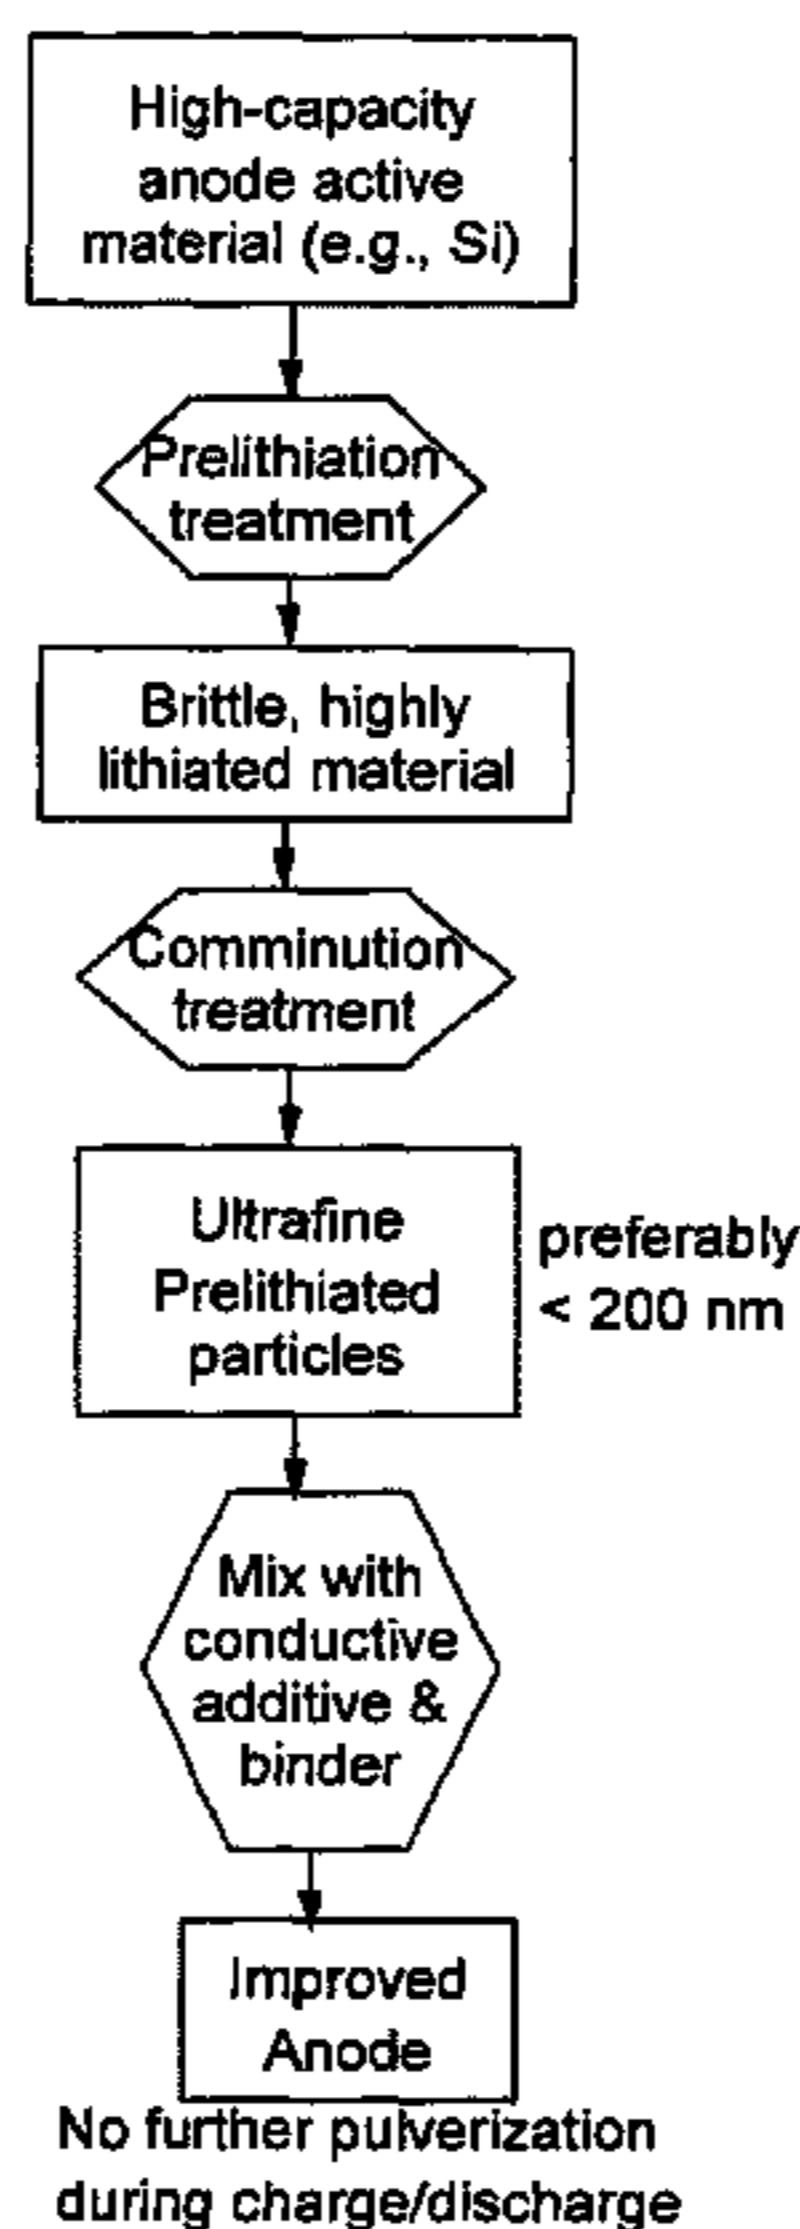 High-capacity
anode active
material (e.g., Si)
Prelithiation
treatment
Brittle, highly
lithiated material
Comminution
treatment
Ultrafine
Prelithiated
particles
preferably
< 200 nm
Mix with
conductive
additive &
binder
Improved
Anode
No further pulverization
during charge/discharge